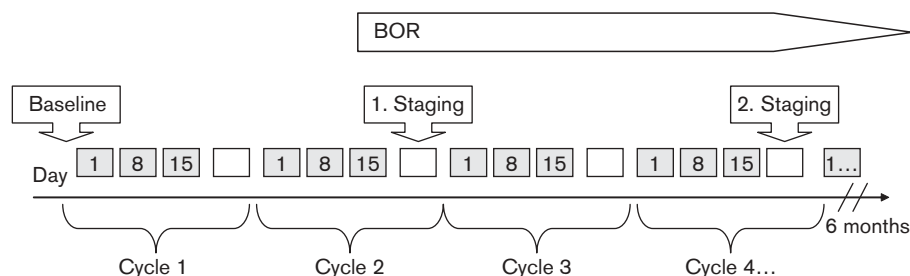 BOR
Baseline
1. Staging
2. Staging
Day 1 8 15 1 8 15 1 8 15 1 8 15 1...
6 months
Cycle 1 Cycle 2 Cycle 3 Cycle 4...